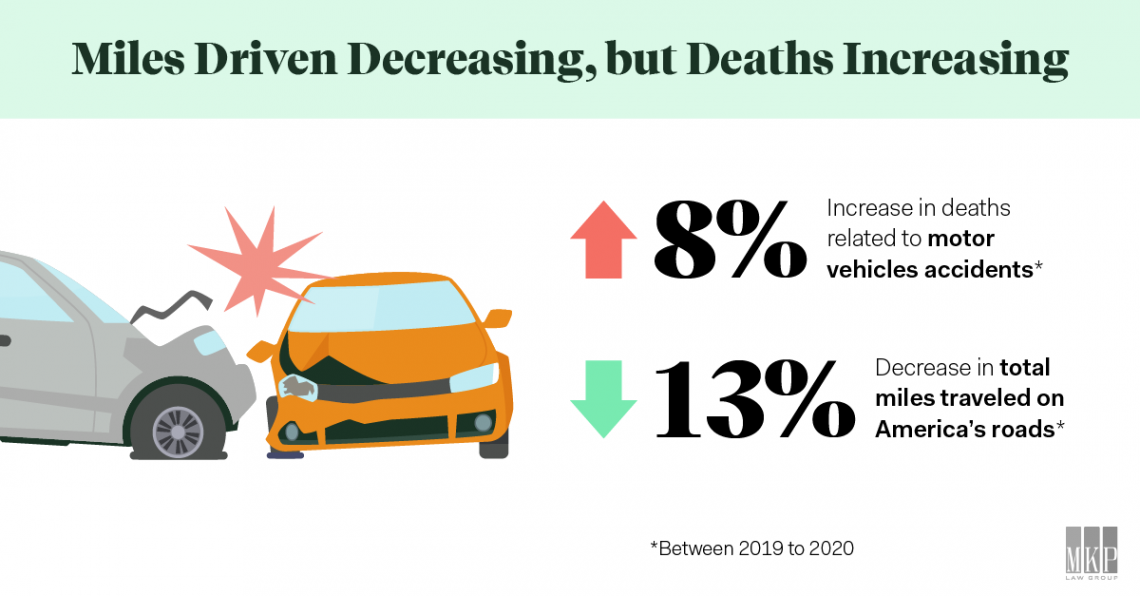 Miles Driven Decreasing, but Deaths Increasing
8%
Increase in deaths
related to motor
vehicles accidents*
13%
Decrease in total
miles traveled on
America's roads*
*Between 2019 to 2020
MKP
LAW GROUP